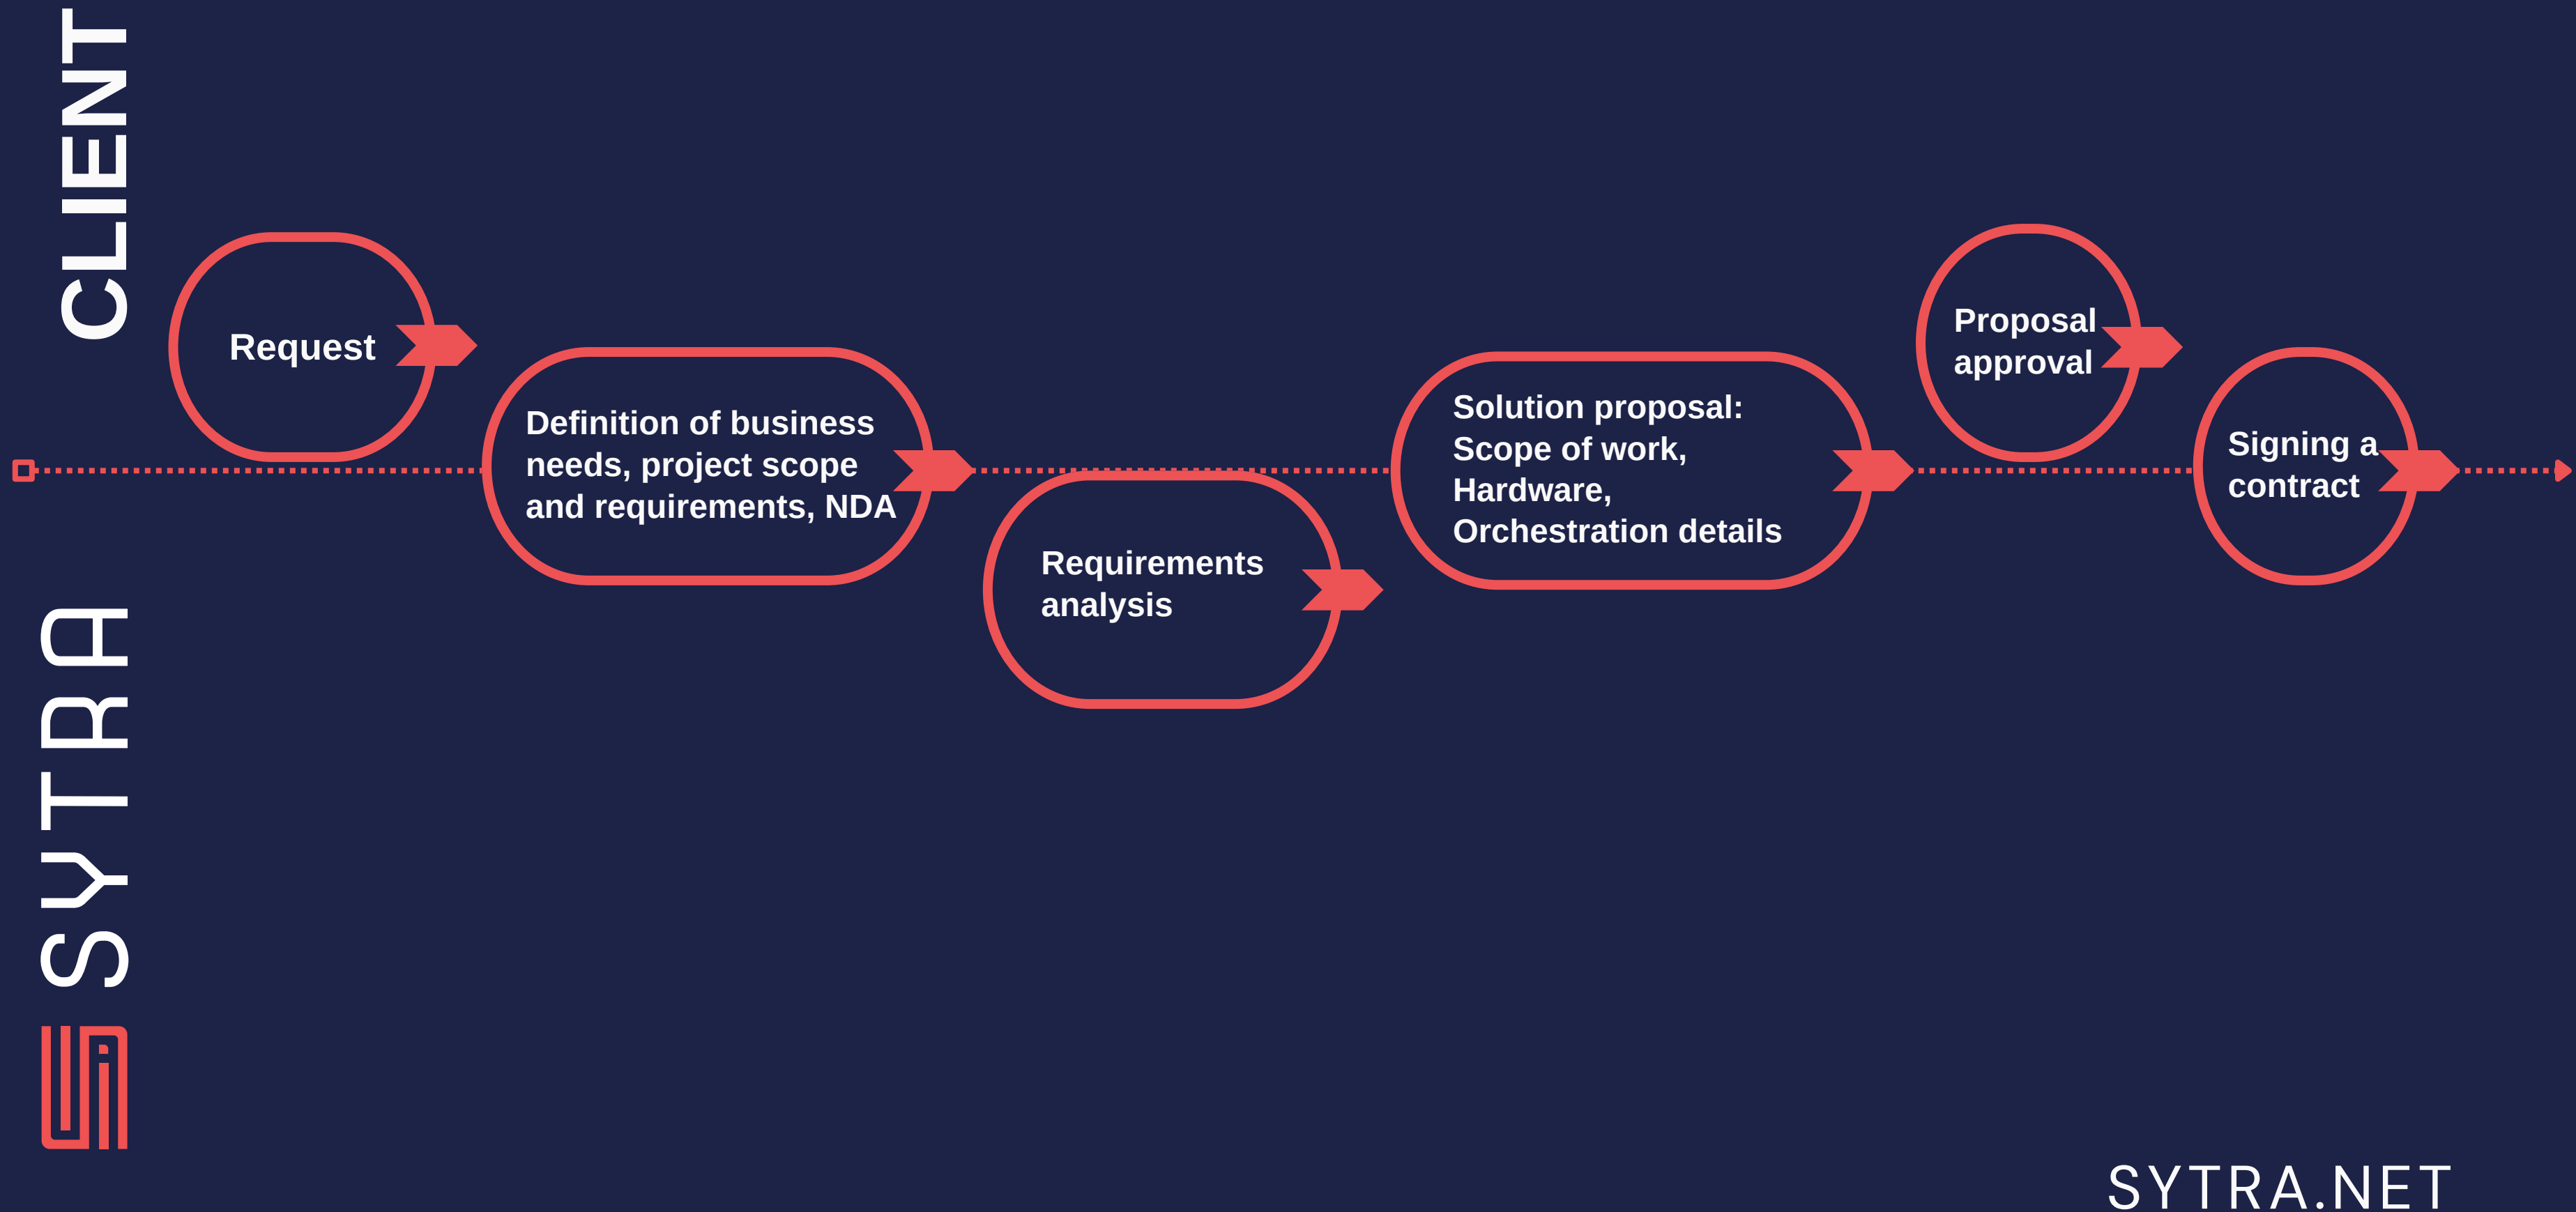 CLIENT
Request
Definition of business
needs, project scope
and requirements, NDA
Requirements
analysis
Solution proposal:
Scope of work,
Hardware,
Orchestration details
Proposal
approval
Signing a
contract
SYTRA
SYTRA.NET